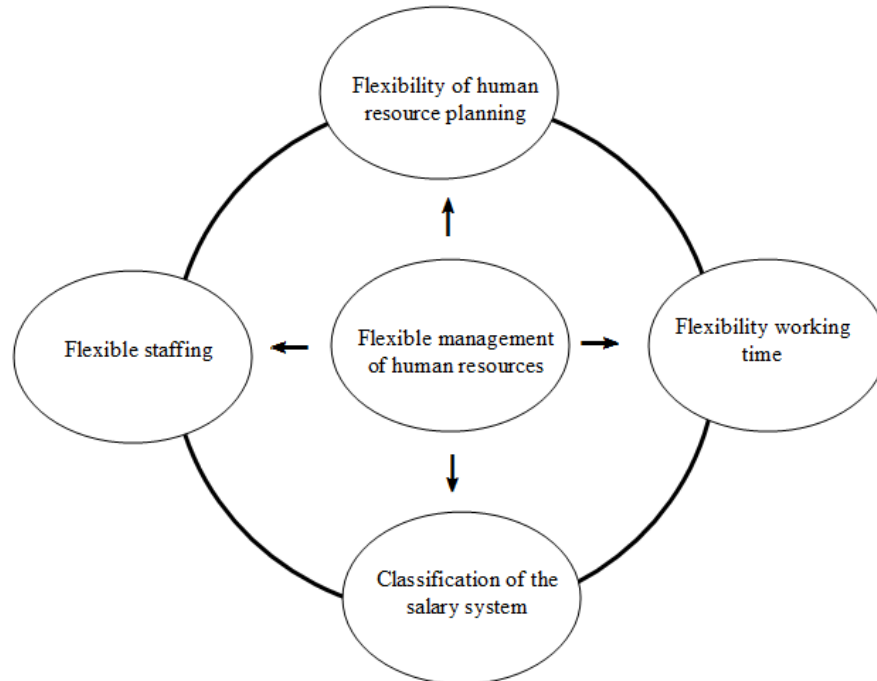 Flexibility of human
resource planning
Flexible staffing
Flexible management
of human resources
Flexibility working
time
Classification of the
salary system